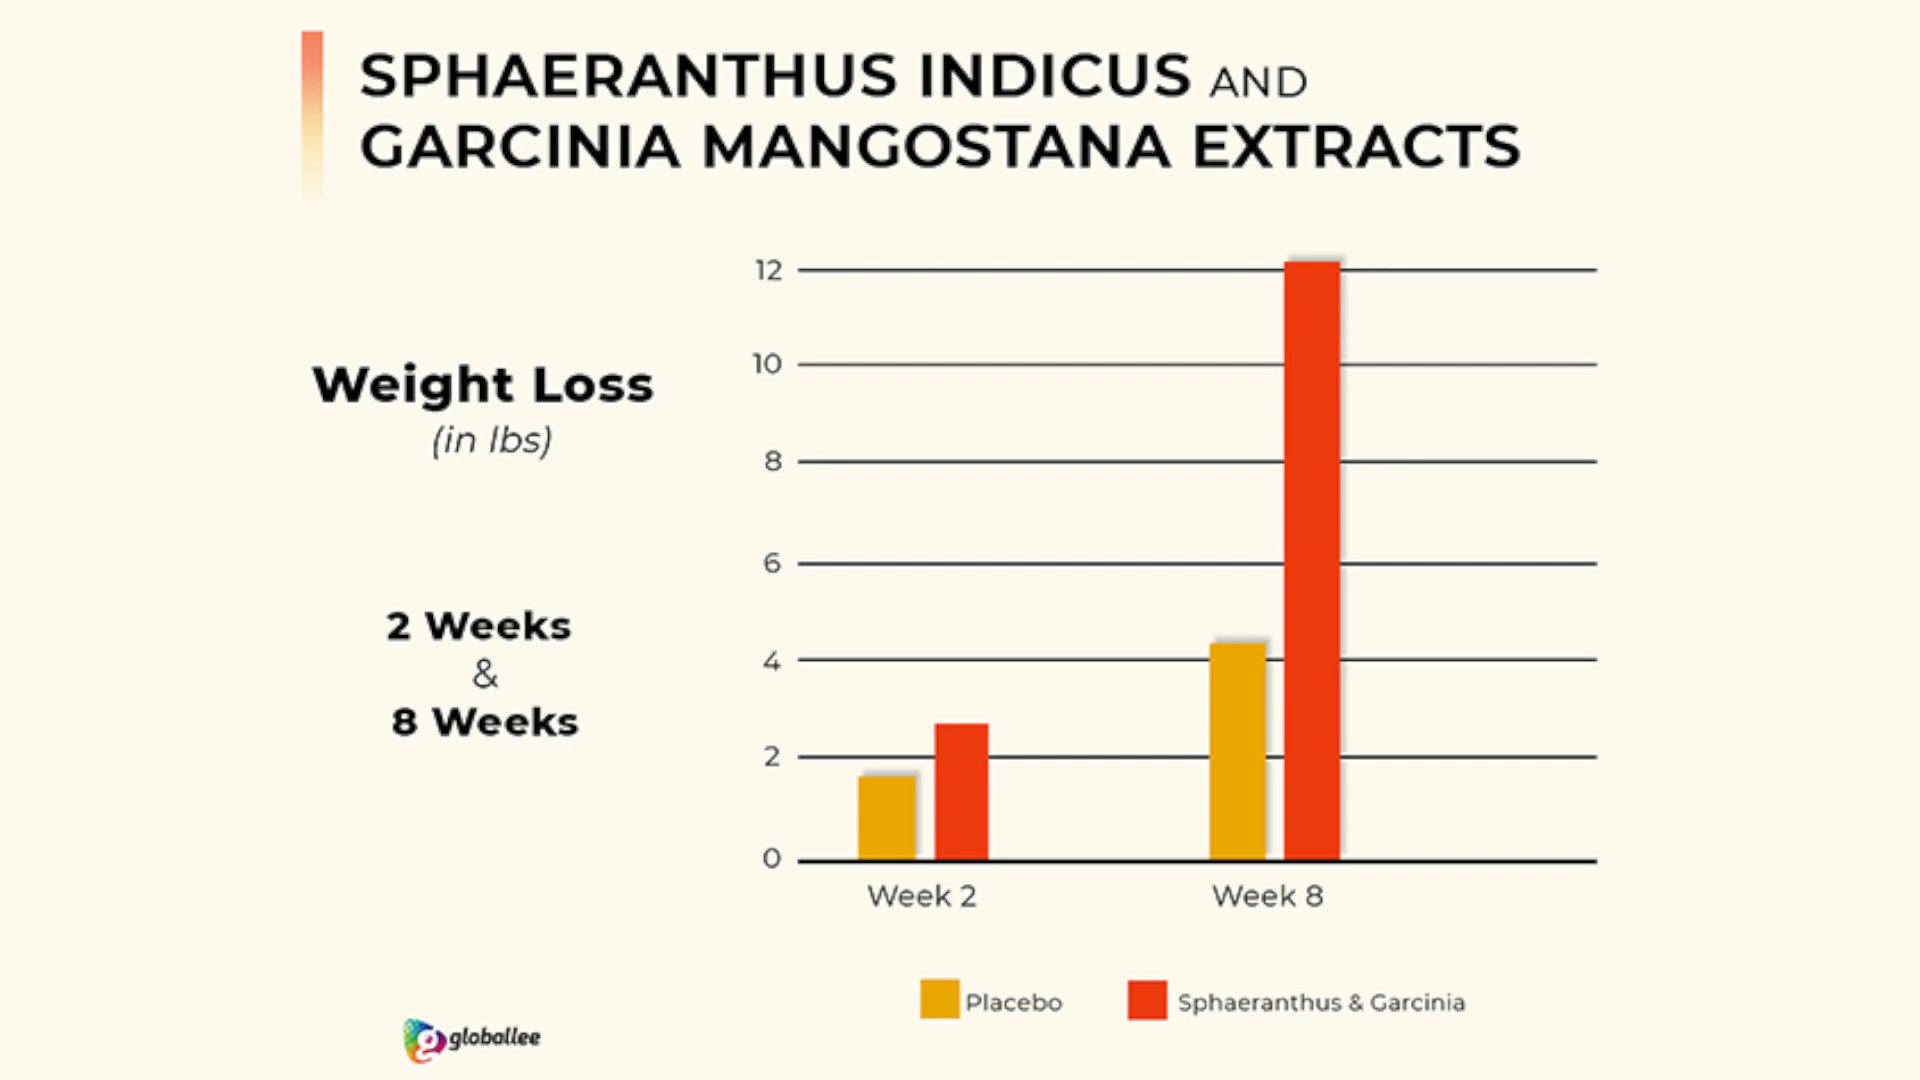 SPHAERANTHUS INDICUS AND
GARCINIA MANGOSTANA EXTRACTS
Weight Loss
(in lbs)
2 Weeks
&
8 Weeks
12
10
8
6
4
2
0
Week 2
Week 8
Placebo
Sphaeranthus & Garcinia
globallee